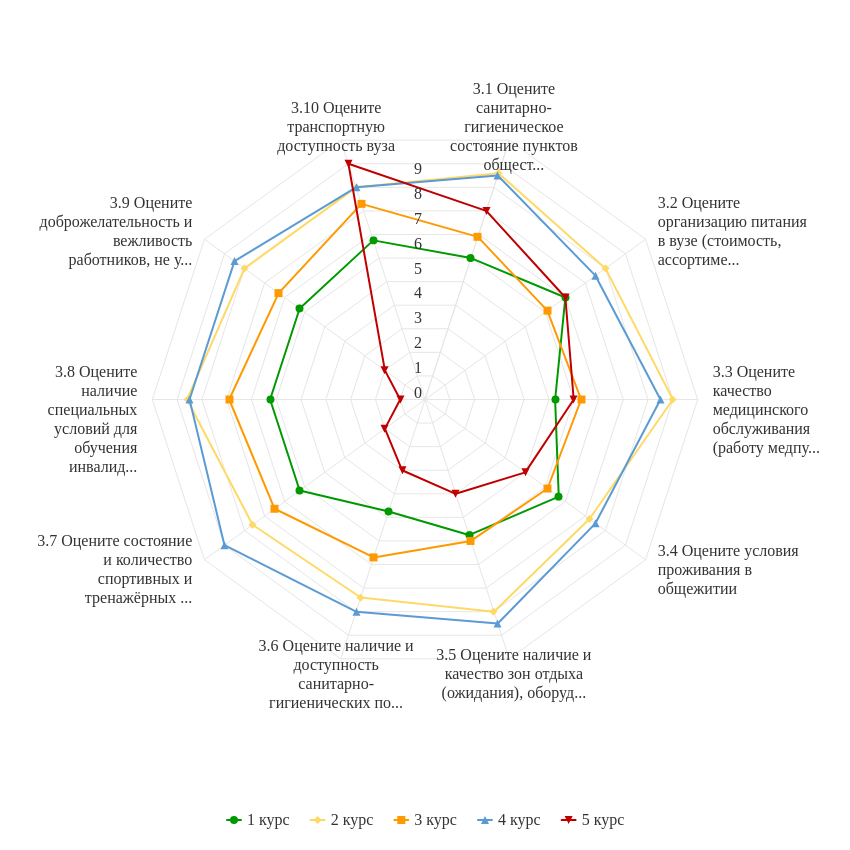 3.1 Оцените
санитарно-
гигиеническое
состояние пунктов
общест...
3.10 Оцените
транспортную
доступность вуза
9
8
7
6
5
4
3
2
1
0
3.9 Оцените
доброжелательность и
вежливость
работников, не у...
3.2 Оцените
организацию питания
в вузе (стоимость,
ассортиме...
3.8 Оцените
наличие
специальных
условий для
обучения
инвалид...
3.3 Оцените
качество
медицинского
обслуживания
(работу медпу...
3.7 Оцените состояние
и количество
спортивных и
тренажёрных ...
3.4 Оцените условия
проживания в
общежитии
3.6 Оцените наличие и
доступность
санитарно-
гигиенических по...
3.5 Оцените наличие и
качество зон отдыха
(ожидания), оборуд...
1 курс 2 курс 3 курс 4 курс 5 курс